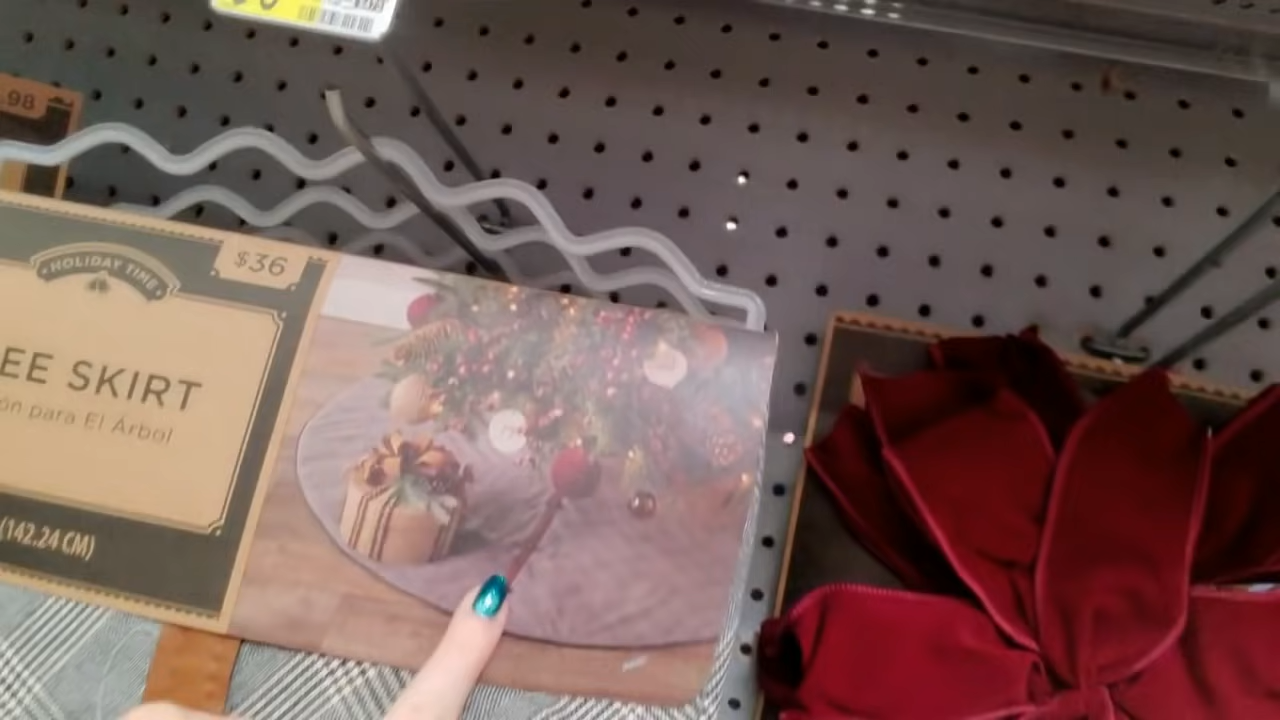 .98
HOLIDAY TIME
$36
EE SKIRT
ón para El Árbol
(142.24 CM)